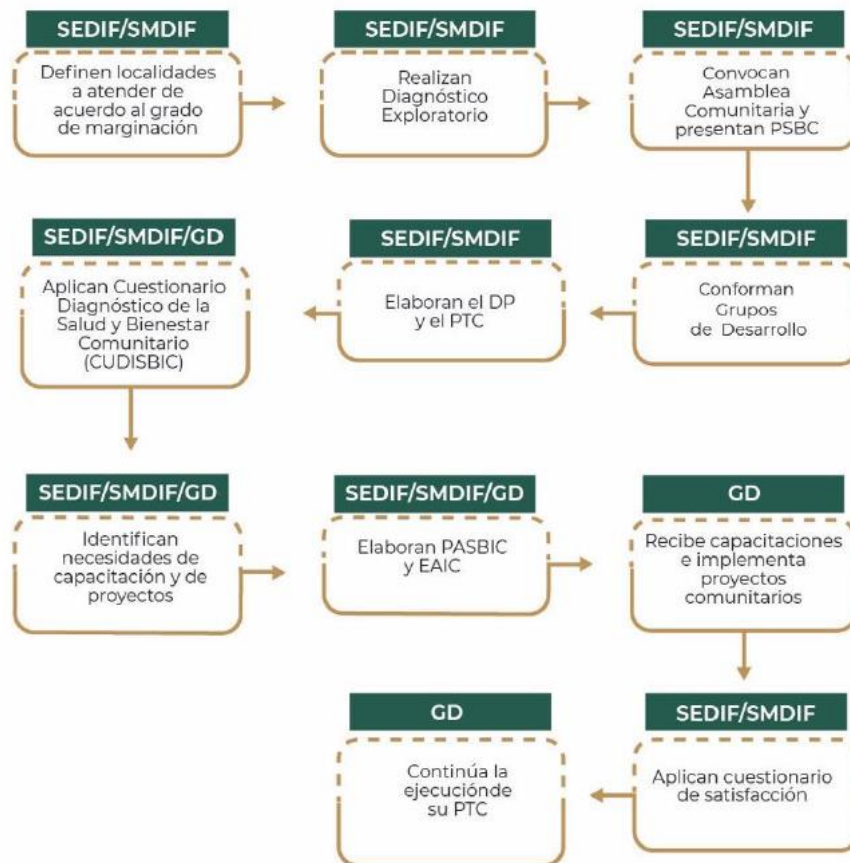 SEDIF/SMDIF
Definen localidades
a atender de
acuerdo al grado
de marginación
SEDIF/SMDIF
Realizan
Diagnóstico
Exploratorio
SEDIF/SMDIF
Convocan
Asamblea
Comunitaria y
presentan PSBC
SEDIF/SMDIF
Conforman
Grupos
de Desarrollo
SEDIF/SMDIF
Elaboran el DP
y el PTC
SEDIF/SMDIF/GD
Aplican Cuestionario
Diagnóstico de la
Salud y Bienestar
Comunitario
(CUDISBIC)
SEDIF/SMDIF/GD
Identifican
necesidades de
capacitación y de
proyectos
SEDIF/SMDIF/GD
Elaboran PASBIC
y EAIC
GD
Recibe capacitaciones
e implementa
proyectos
comunitarios
SEDIF/SMDIF
Aplican cuestionario
de satisfacción
GD
Continúa la
ejecuciónde
su PTC